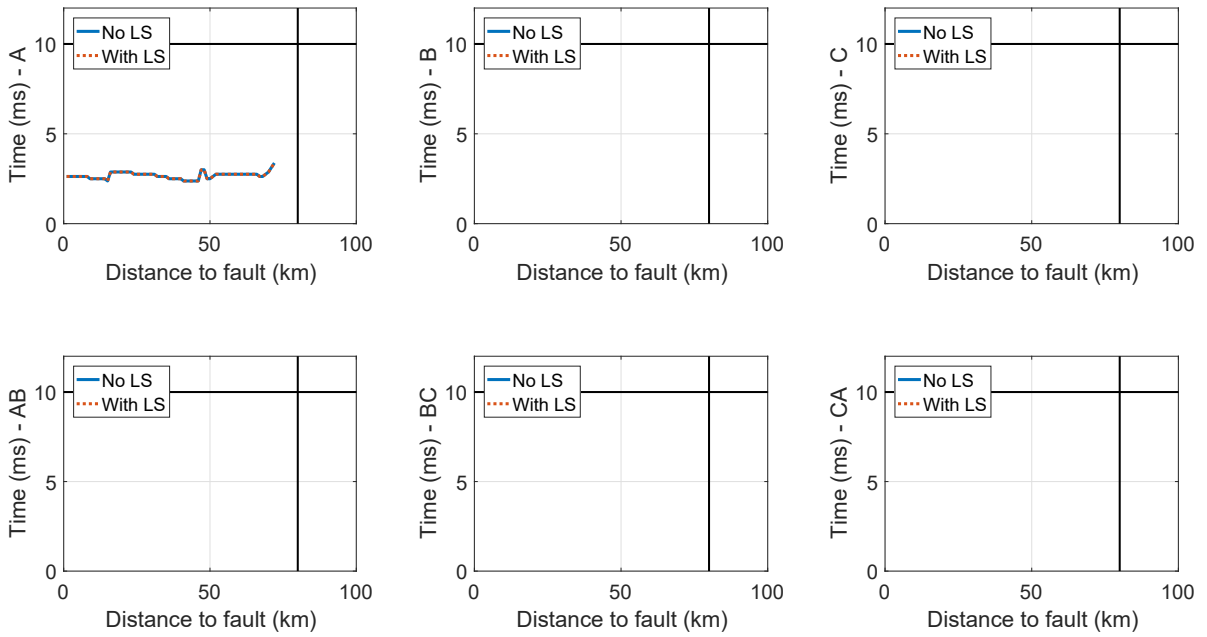 Time (ms) - A
10
5
0
No LS
With LS
0 50 100
Distance to fault (km)
Time (ms) - B
10
5
0
No LS
With LS
0 50 100
Distance to fault (km)
Time (ms) - C
10
5
0
No LS
With LS
0 50 100
Distance to fault (km)
Time (ms) - AB
10
5
0
No LS
With LS
0 50 100
Distance to fault (km)
Time (ms) - BC
10
5
0
No LS
With LS
0 50 100
Distance to fault (km)
Time (ms) - CA
10
5
0
No LS
With LS
0 50 100
Distance to fault (km)